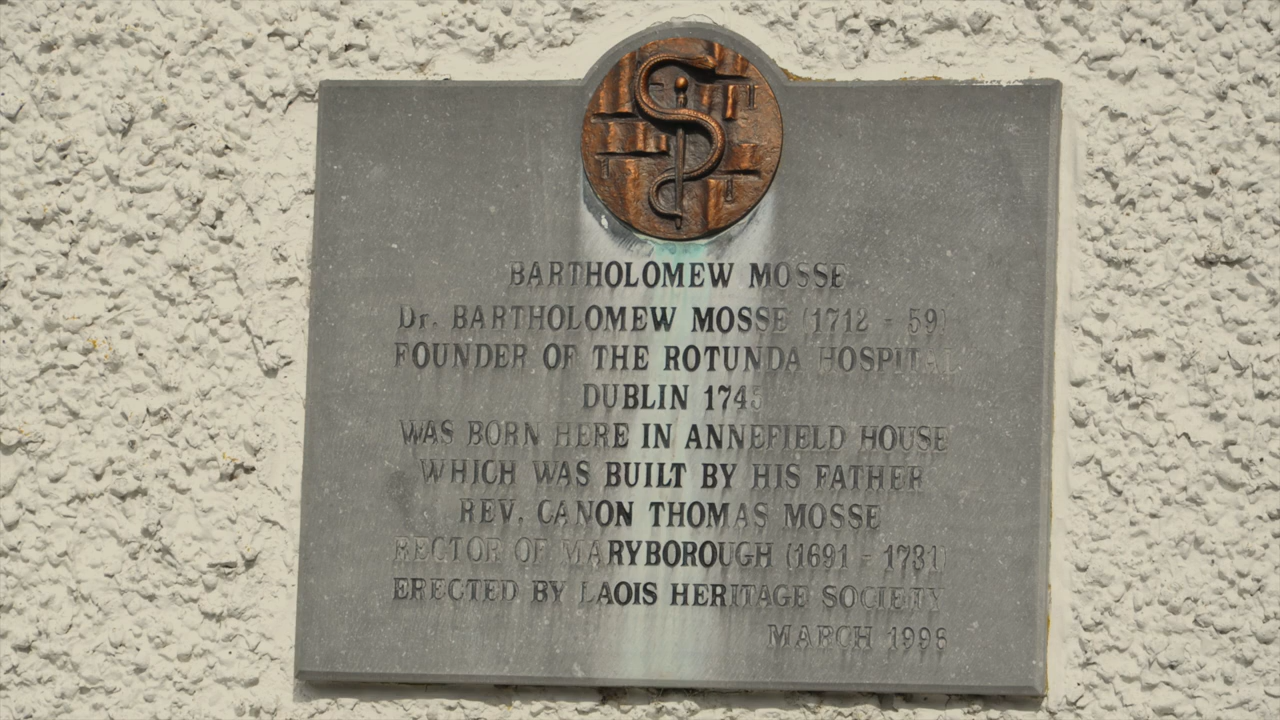 BARTHOLOMEW MOSSE
Dr. BARTHOLOMEW MOSSE (1712 - 59)
FOUNDER OF THE ROTUNDA HOSPITAL
DUBLIN 1745
WAS BORN HERE IN ANNEFIELD HOUSE
WHICH WAS BUILT BY HIS FATHER
REV. CANON THOMAS MOSSE
RECTOR OF MARYBOROUGH (1691 - 1731)
ERECTED BY LAOIS HERITAGE SOCIETY
MARCH 1998